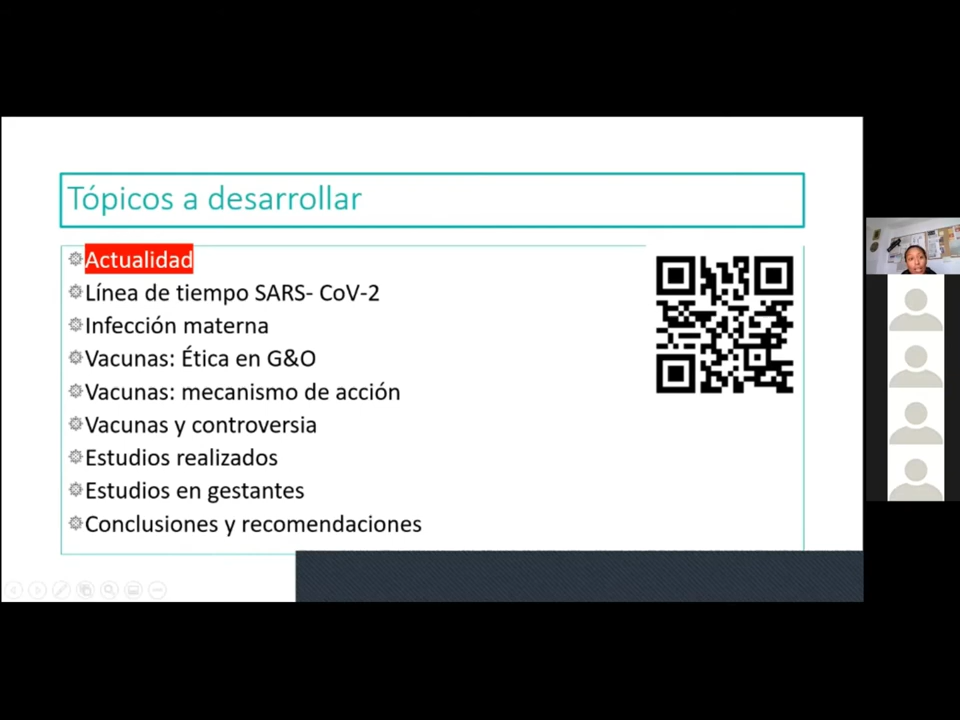 Tópicos a desarrollar
Actualidad
Línea de tiempo SARS- CoV-2
Infección materna
Vacunas: Ética en G&O
Vacunas: mecanismo de acción
Vacunas y controversia
Estudios realizados
Estudios en gestantes
Conclusiones y recomendaciones